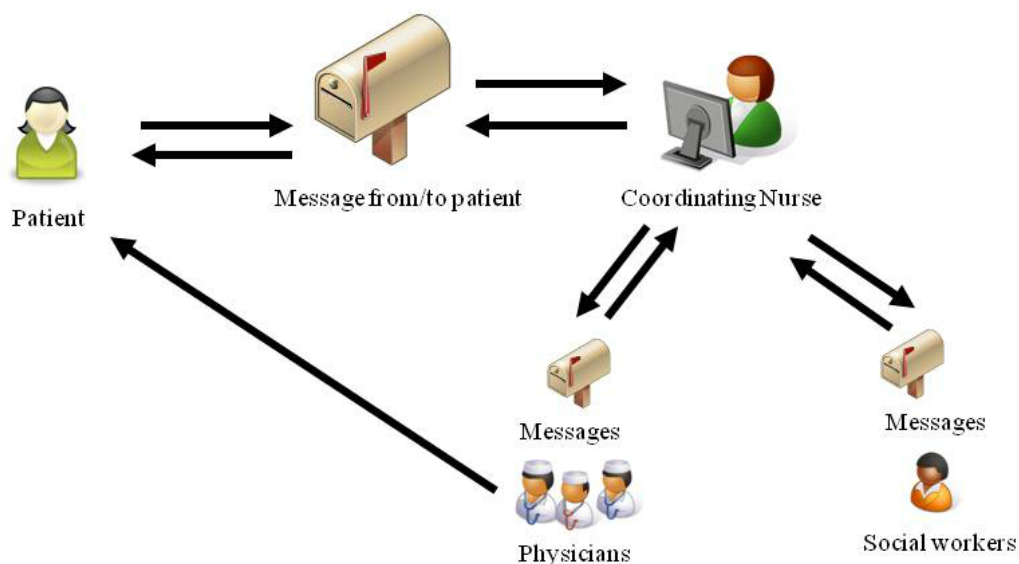 Message from/to patient
Coordinating Nurse
Patient
Messages
Messages
Physicians
Social workers